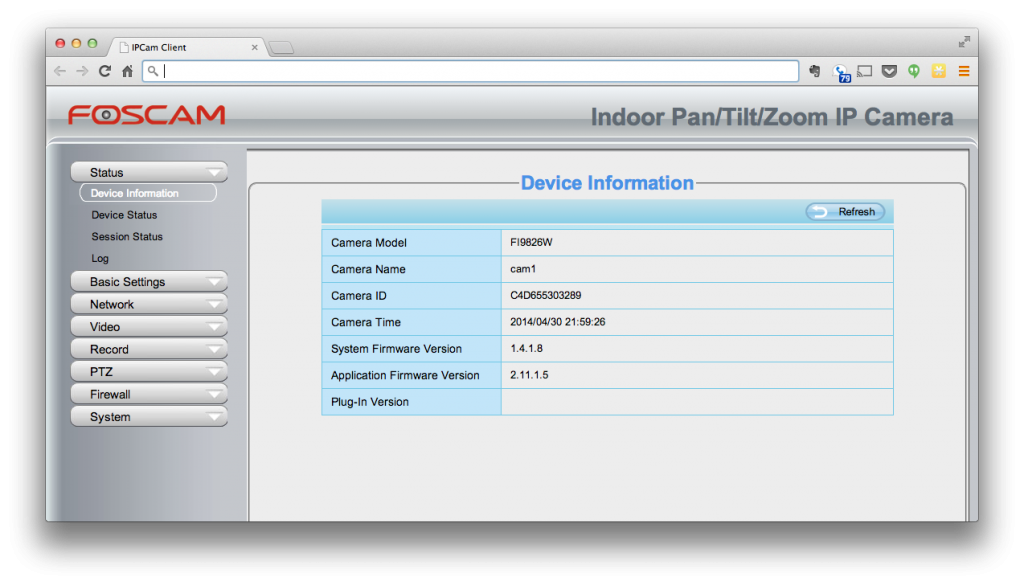 IPCam Client
79
FOSCAM
Indoor Pan/Tilt/Zoom IP Camera
Status
Device Information
Device Status
Session Status
Log
Basic Settings
Network
Video
Record
PTZ
Firewall
System
Device Information
Refresh
Camera Model FI9826W
Camera Name cam1
Camera ID C4D655303289
Camera Time 2014/04/30 21:59:26
System Firmware Version 1.4.1.8
Application Firmware Version 2.11.1.5
Plug-In Version